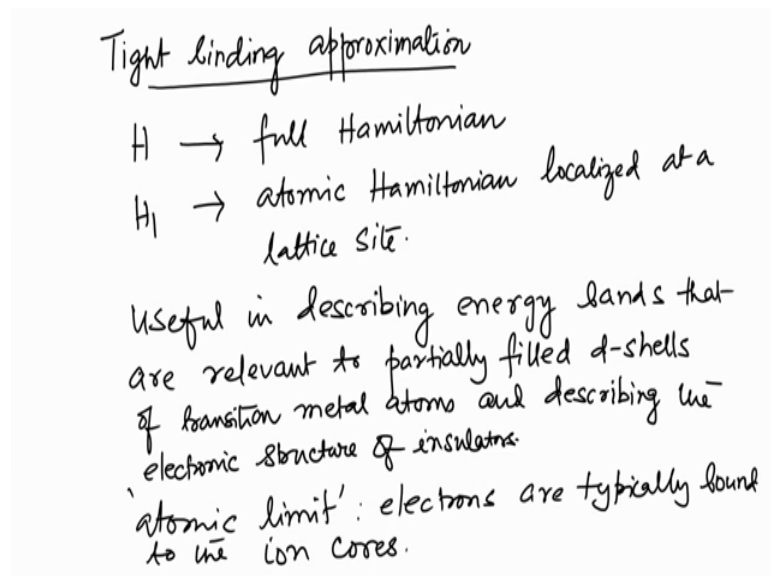 Tight binding approximation
H → full Hamiltonian
H₁ → atomic Hamiltonian localized at a
lattice site.
Useful in describing energy bands that
are relevant to partially filled d-shells
of transition metal atoms and describing the
electronic structure of insulators.
'atomic limit' : electrons are typically bound
to the ion cores.